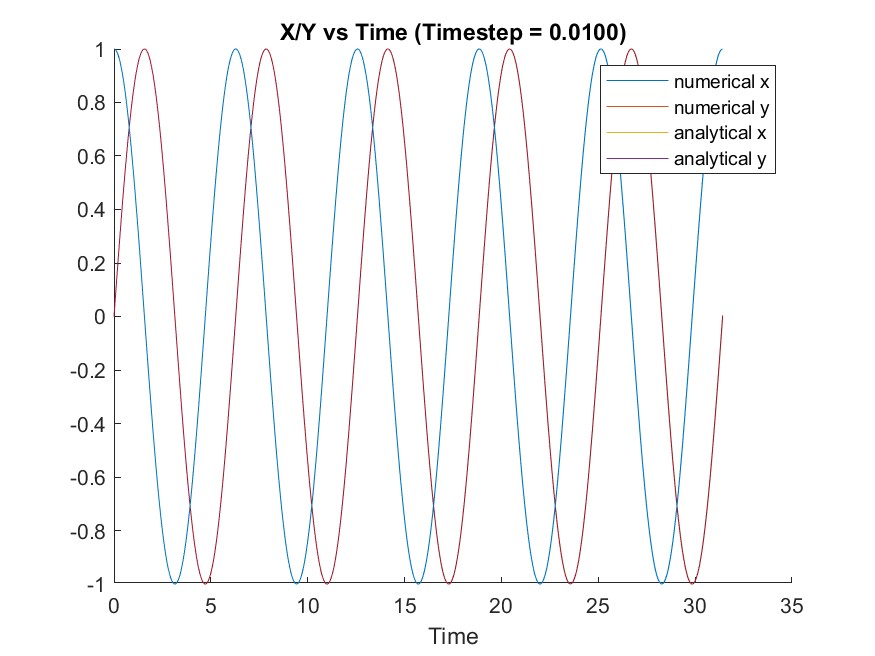 X/Y vs Time (Timestep = 0.0100)
numerical x
numerical y
analytical x
analytical y
1
0.8
0.6
0.4
0.2
0
-0.2
-0.4
-0.6
-0.8
-1
0 5 10 15 20 25 30 35
Time